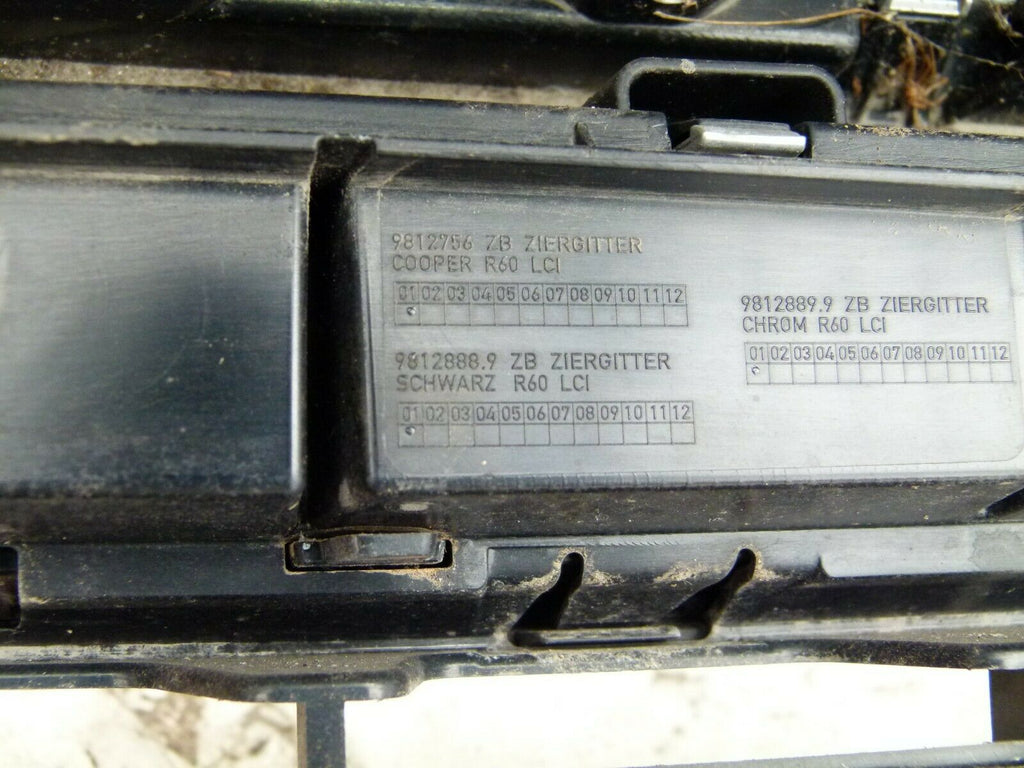 9812756 ZB ZIERGITTER
COOPER R60 LCI
01 02 03 04 05 06 07 08 09 10 11 12
9812888.9 ZB ZIERGITTER
SCHWARZ R60 LCI
01 02 03 04 05 06 07 08 09 10 11 12
9812889.9 ZB ZIERGITTER
CHROM R60 LCI
01 02 03 04 05 06 07 08 09 10 11 12